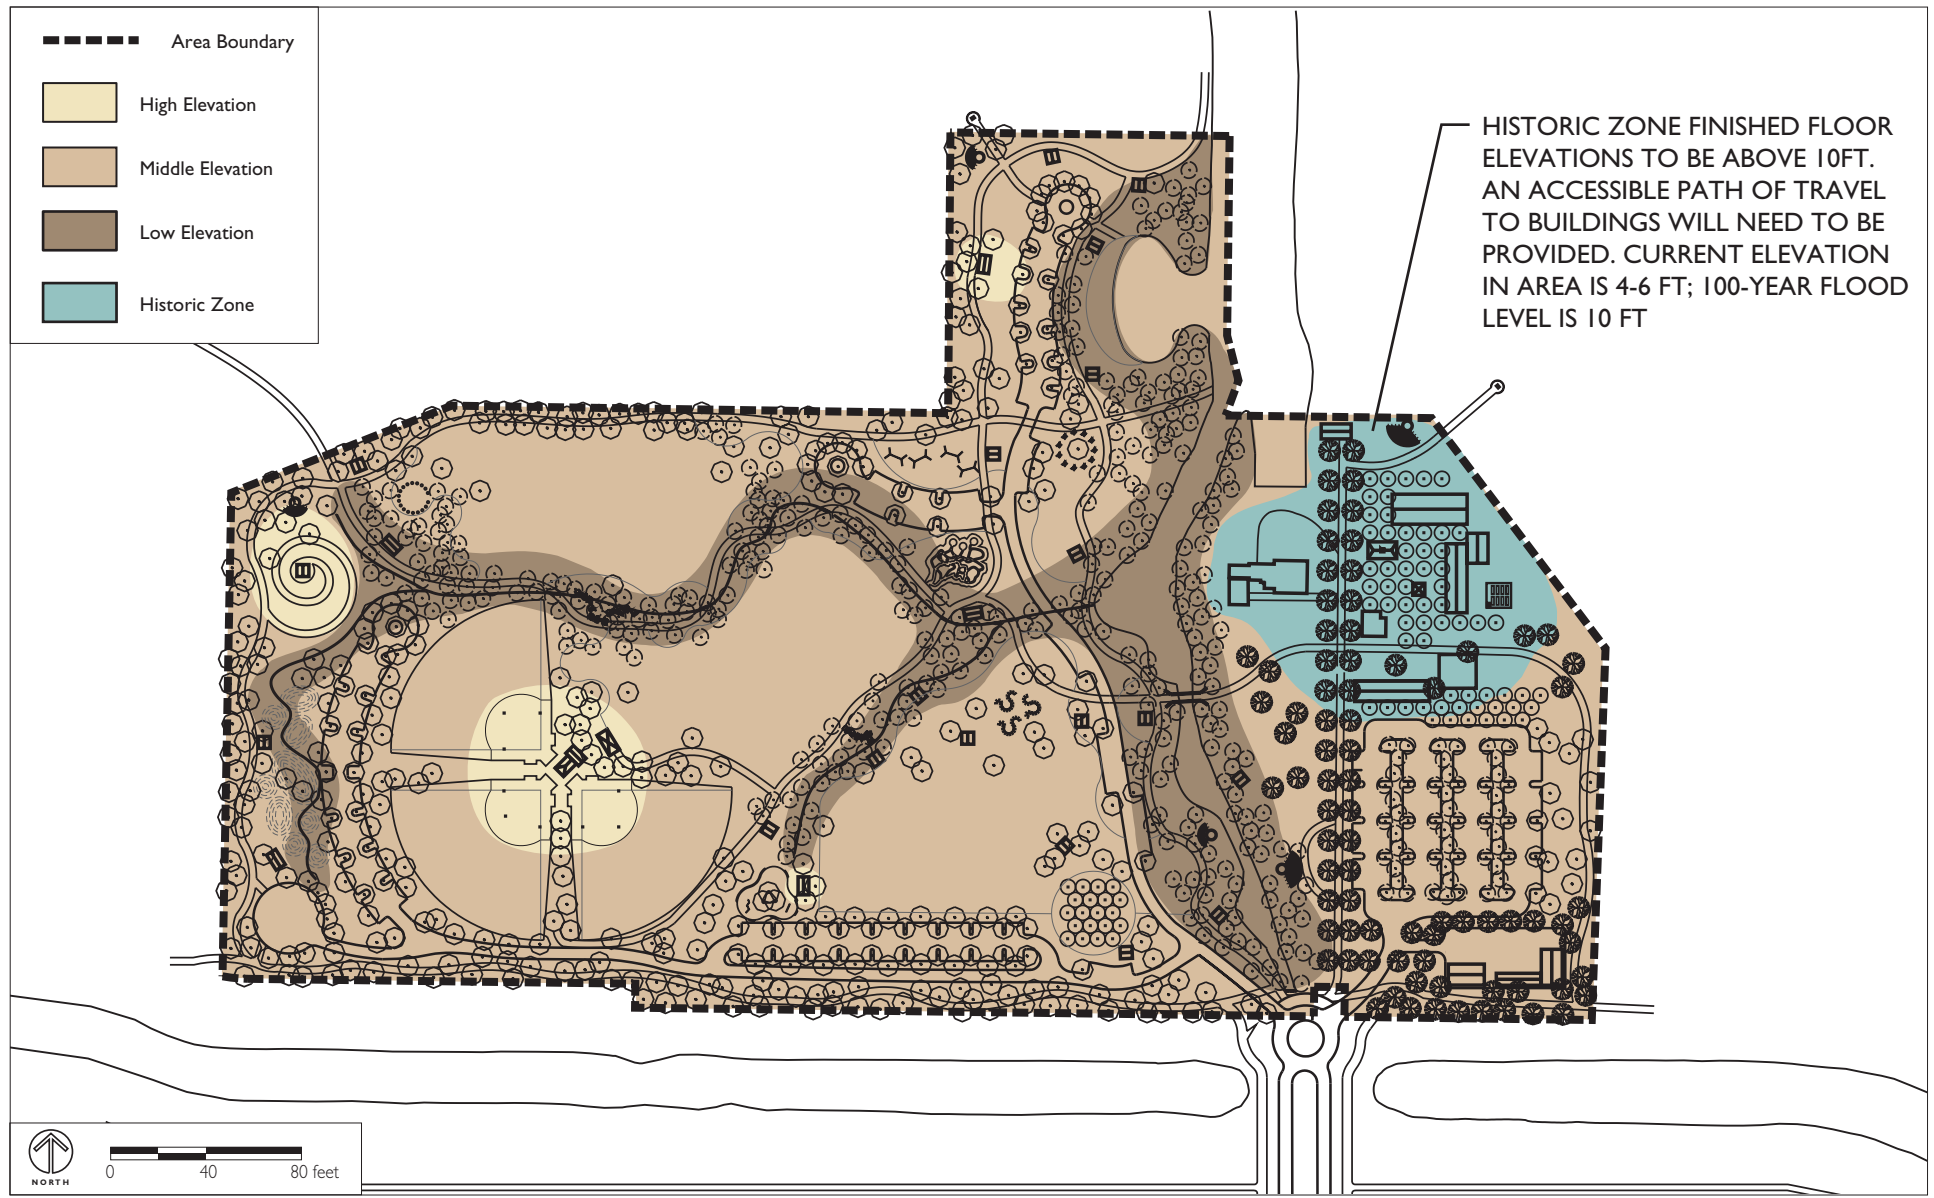 Area Boundary
High Elevation
Middle Elevation
Low Elevation
Historic Zone
HISTORIC ZONE FINISHED FLOOR
ELEVATIONS TO BE ABOVE 10FT.
AN ACCESSIBLE PATH OF TRAVEL
TO BUILDINGS WILL NEED TO BE
PROVIDED. CURRENT ELEVATION
IN AREA IS 4-6 FT; 100-YEAR FLOOD
LEVEL IS 10 FT
NORTH
0 40 80 feet